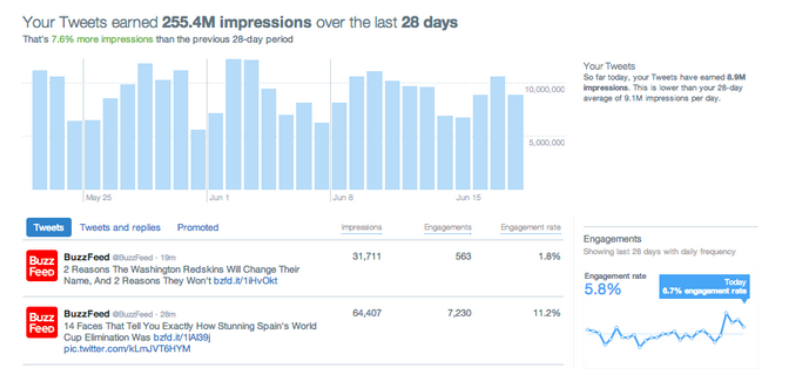 Your Tweets earned 255.4M impressions over the last 28 days
That's 7.6% more impressions than the previous 28-day period
10,000,000
5,000,000
May 25
Jun 1
Jun 8
Jun 15
Your Tweets
So far today, your Tweets have earned 8.9M
impressions. This is lower than your 28-day
average of 9.1M impressions per day.
Tweets
Tweets and replies
Promoted
Impressions
Engagements
Engagement rate
Buzz
Feed
BuzzFeed @BuzzFeed · 19m
2 Reasons The Washington Redskins Will Change Their
Name, And 2 Reasons They Won't bzfd.it/1iHvOkt
31,711
563
1.8%
Buzz
Feed
BuzzFeed @BuzzFeed · 28m
14 Faces That Tell You Exactly How Stunning Spain's World
Cup Elimination Was bzfd.it/1lAl39j
pic.twitter.com/kLmJVT6HYM
64,407
7,230
11.2%
Engagements
Showing last 28 days with daily frequency
Engagement rate
5.8%
Today
6.7% engagement rate